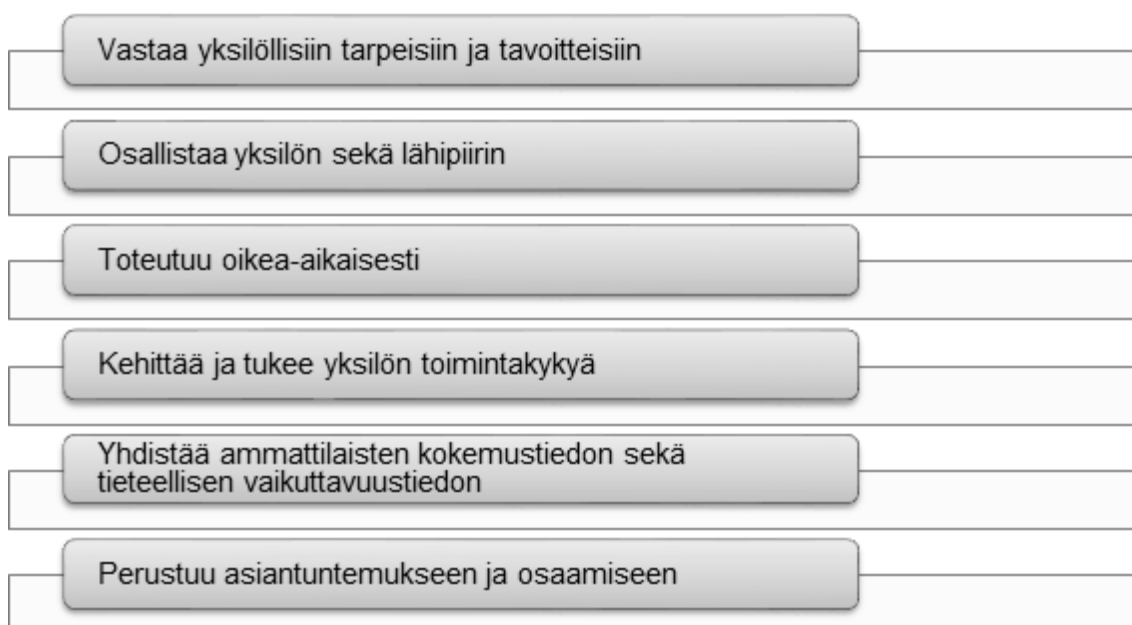 Vastaa yksilöllisiin tarpeisiin ja tavoitteisiin
Osallistaa yksilön sekä lähipiirin
Toteutuu oikea-aikaisesti
Kehittää ja tukee yksilön toimintakykyä
Yhdistää ammattilaisten kokemustiedon sekä
tieteellisen vaikuttavuustiedon
Perustuu asiantuntemukseen ja osaamiseen